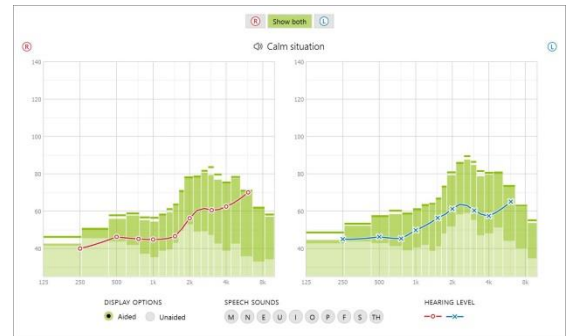 R Show both L
R Calm situation L
140 140
120 120
100 100
80 80
60 60
40 40
125 250 500 1k 2k 4k 8k 125 250 500 1k 2k 4k 8k
DISPLAY OPTIONS SPEECH SOUNDS HEARING LEVEL
Aided Unaided M N E U I O P F S TH